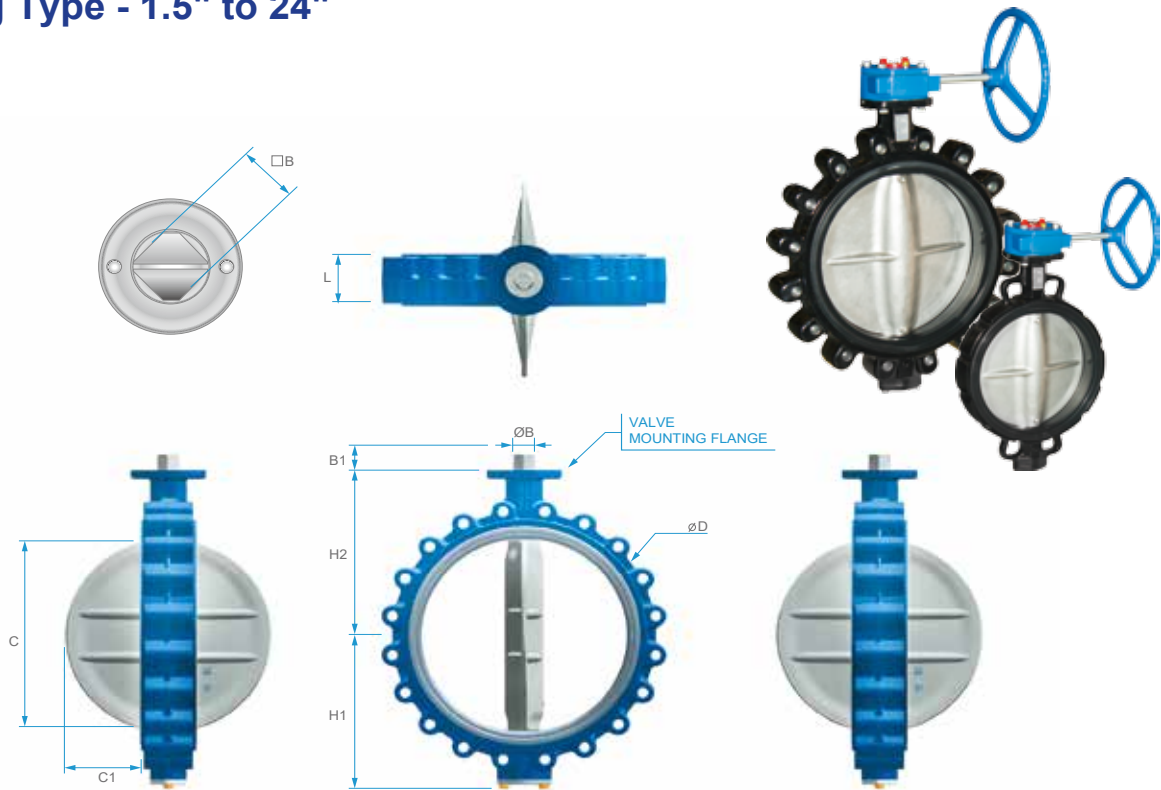 Type - 1.5" to 24"
□B
L
VALVE
MOUNTING FLANGE
ØB
B1
H2
øD
C
H1
C1